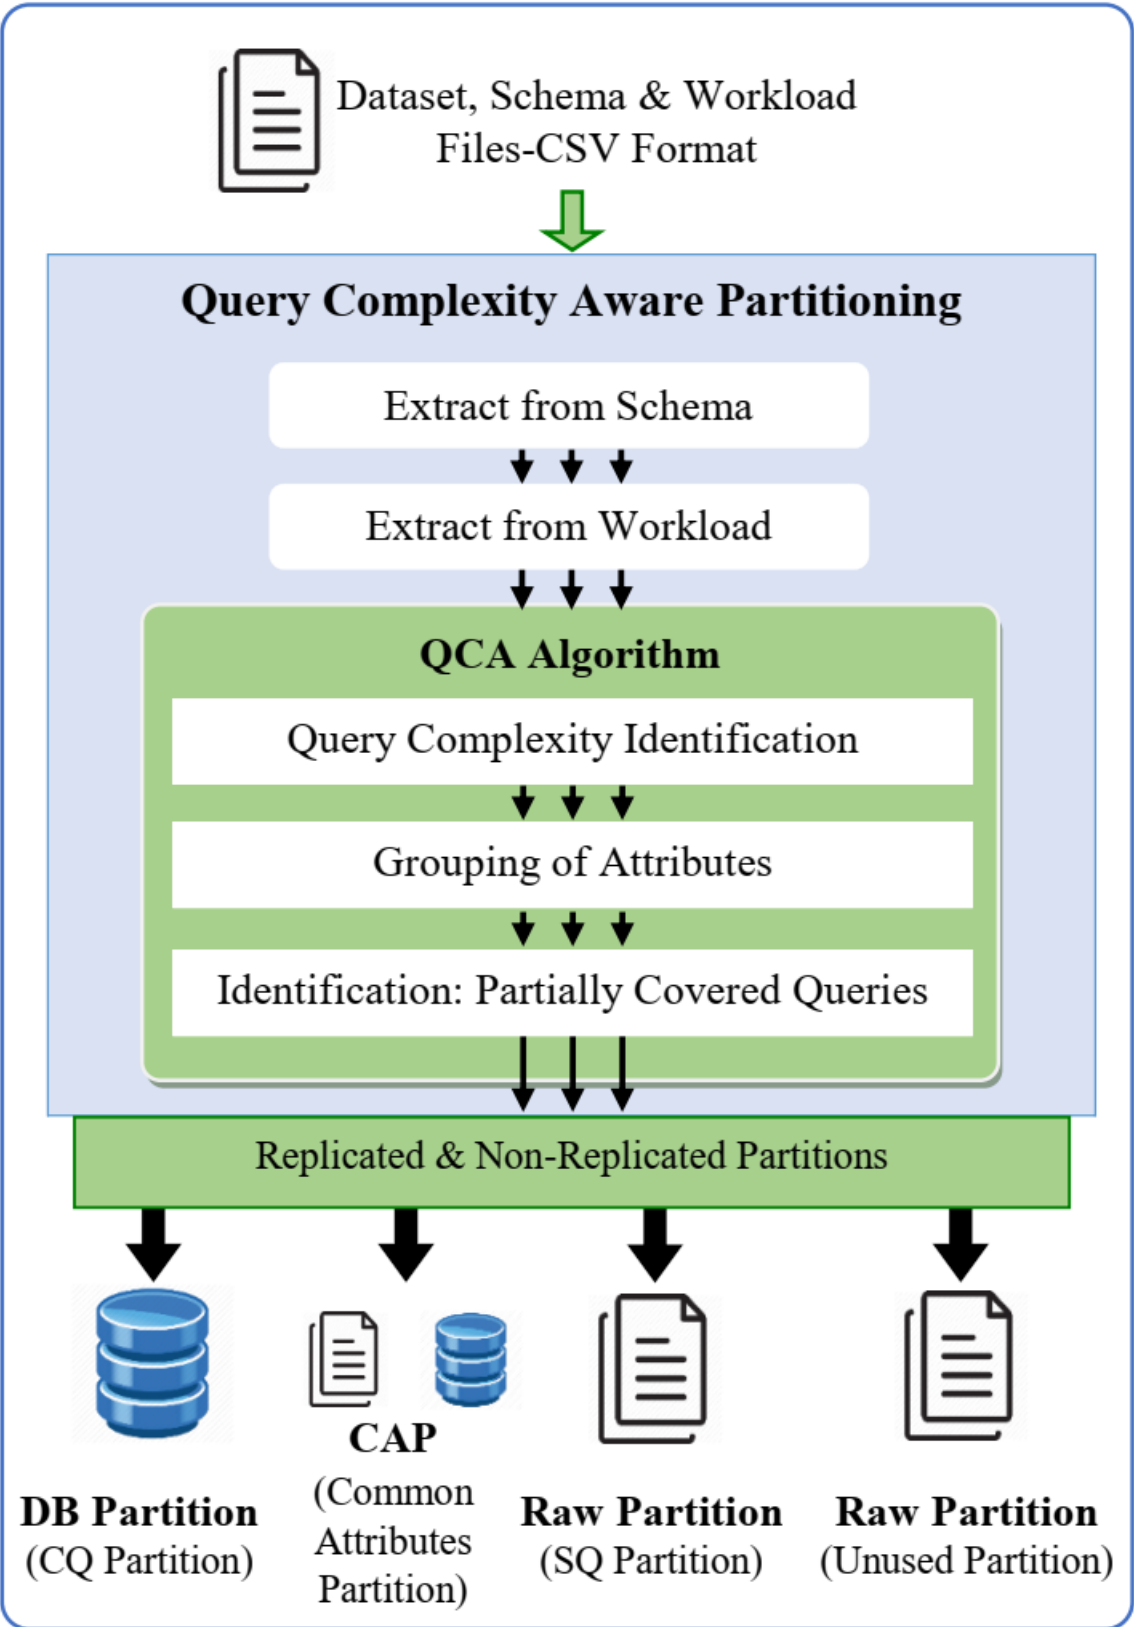 Dataset, Schema & Workload
Files-CSV Format
Query Complexity Aware Partitioning
Extract from Schema
Extract from Workload
QCA Algorithm
Query Complexity Identification
Grouping of Attributes
Identification: Partially Covered Queries
Replicated & Non-Replicated Partitions
DB Partition
(CQ Partition)
CAP
(Common
Attributes
Partition)
Raw Partition
(SQ Partition)
Raw Partition
(Unused Partition)